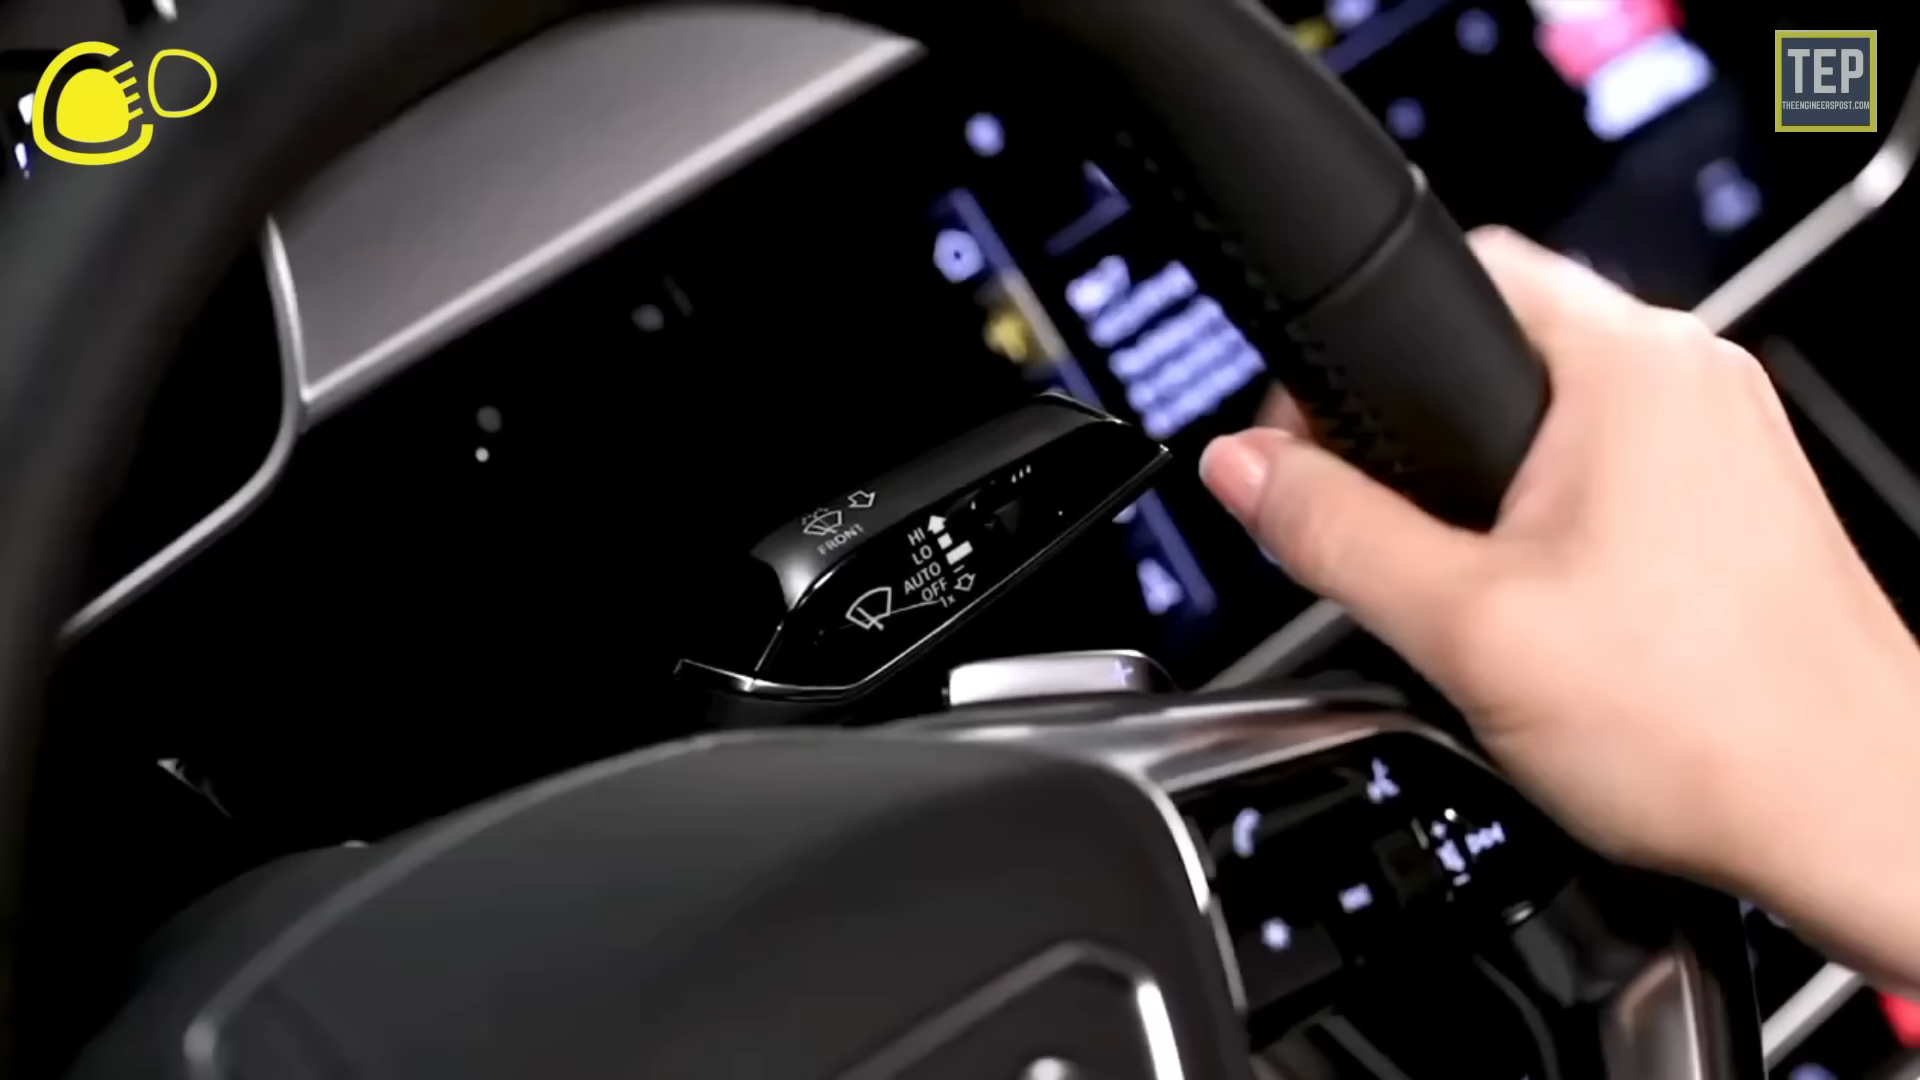 TEP
THEENGINEERSPOST.COM
FRONT
HI
LO
AUTO
OFF
1x